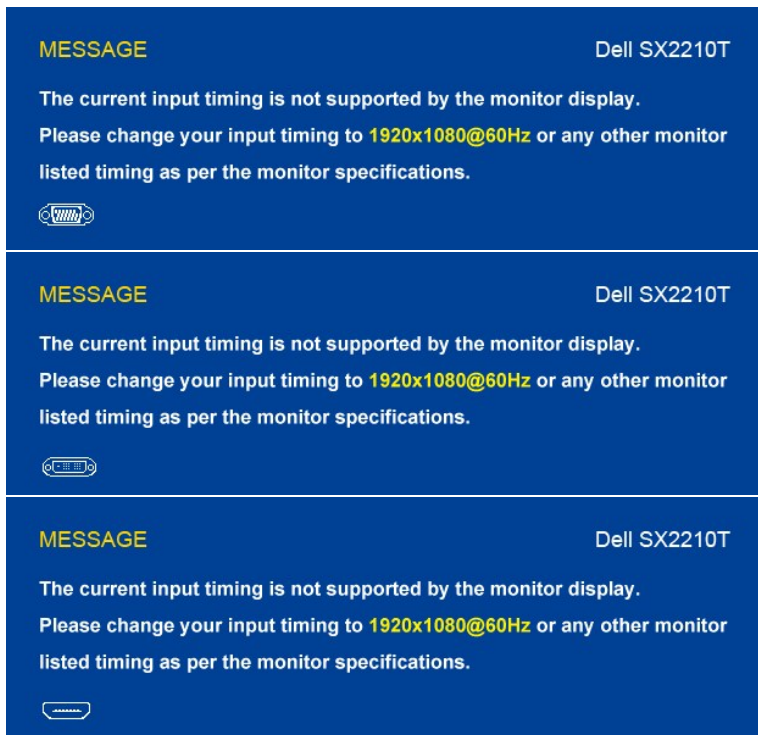 MESSAGE Dell SX2210T
The current input timing is not supported by the monitor display.
Please change your input timing to 1920x1080@60Hz or any other monitor
listed timing as per the monitor specifications.
MESSAGE Dell SX2210T
The current input timing is not supported by the monitor display.
Please change your input timing to 1920x1080@60Hz or any other monitor
listed timing as per the monitor specifications.
MESSAGE Dell SX2210T
The current input timing is not supported by the monitor display.
Please change your input timing to 1920x1080@60Hz or any other monitor
listed timing as per the monitor specifications.